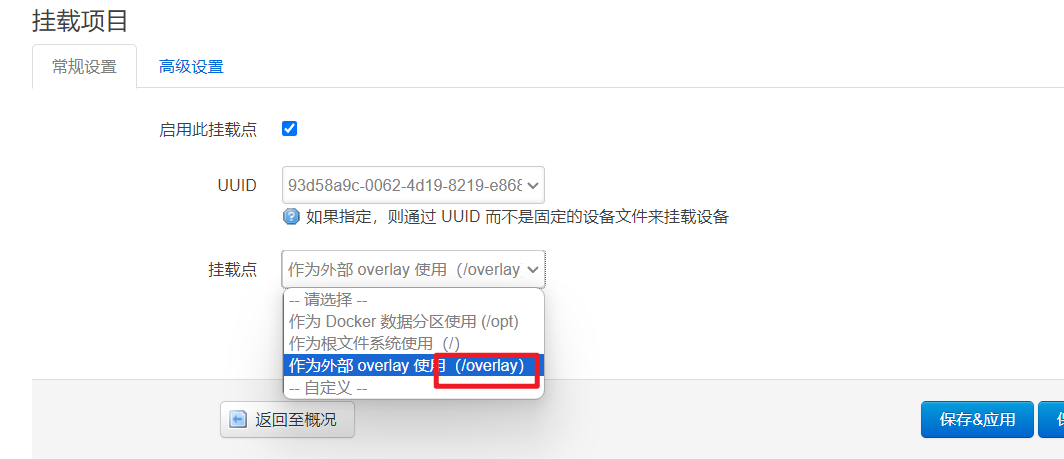 挂载项目
常规设置 高级设置
启用此挂载点
UUID 93d58a9c-0062-4d19-8219-e868
如果指定，则通过 UUID 而不是固定的设备文件来挂载设备
挂载点 作为外部 overlay 使用（/overlay
-- 请选择 --
作为 Docker 数据分区使用 (/opt)
作为根文件系统使用（/）
作为外部 overlay 使用（/overlay）
-- 自定义 --
返回至概况 保存&应用